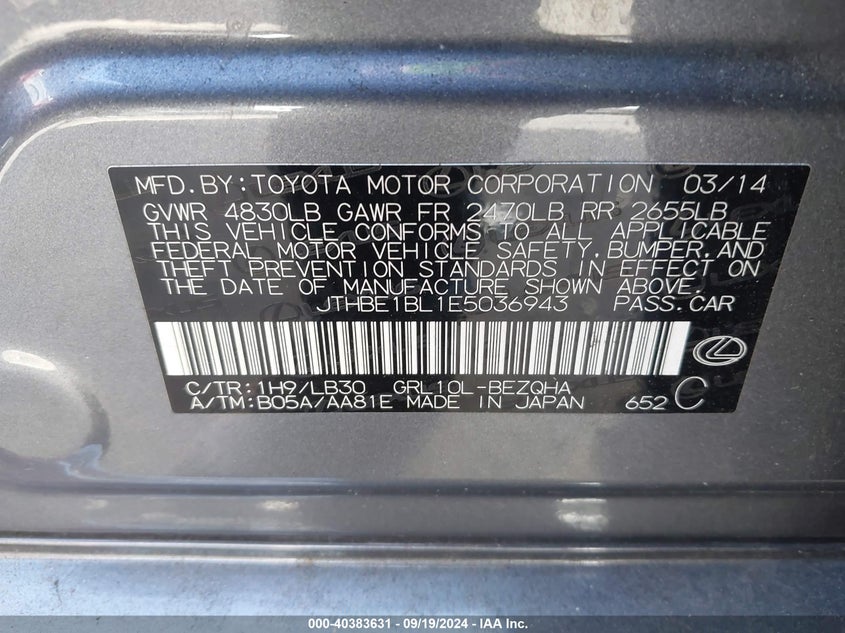 MFD.BY:TOYOTA MOTOR CORPORATION 03/14
GVWR 4830LB GAWR FR 2470LB RR 2655LB
THIS VEHICLE CONFORMS TO ALL APPLICABLE
FEDERAL MOTOR VEHICLE SAFETY,BUMPER,AND
THEFT PREVENTION STANDARDS IN EFFECT ON
THE DATE OF MANUFACTURE SHOWN ABOVE.
JTHBE1BL1E5036943 PASS.CAR
C/TR:1H9/LB30 GRL10L-BEZQHA
A/TM:B05A/AA81E MADE IN JAPAN 652 C
000-40383631 - 09/19/2024 - IAA Inc.